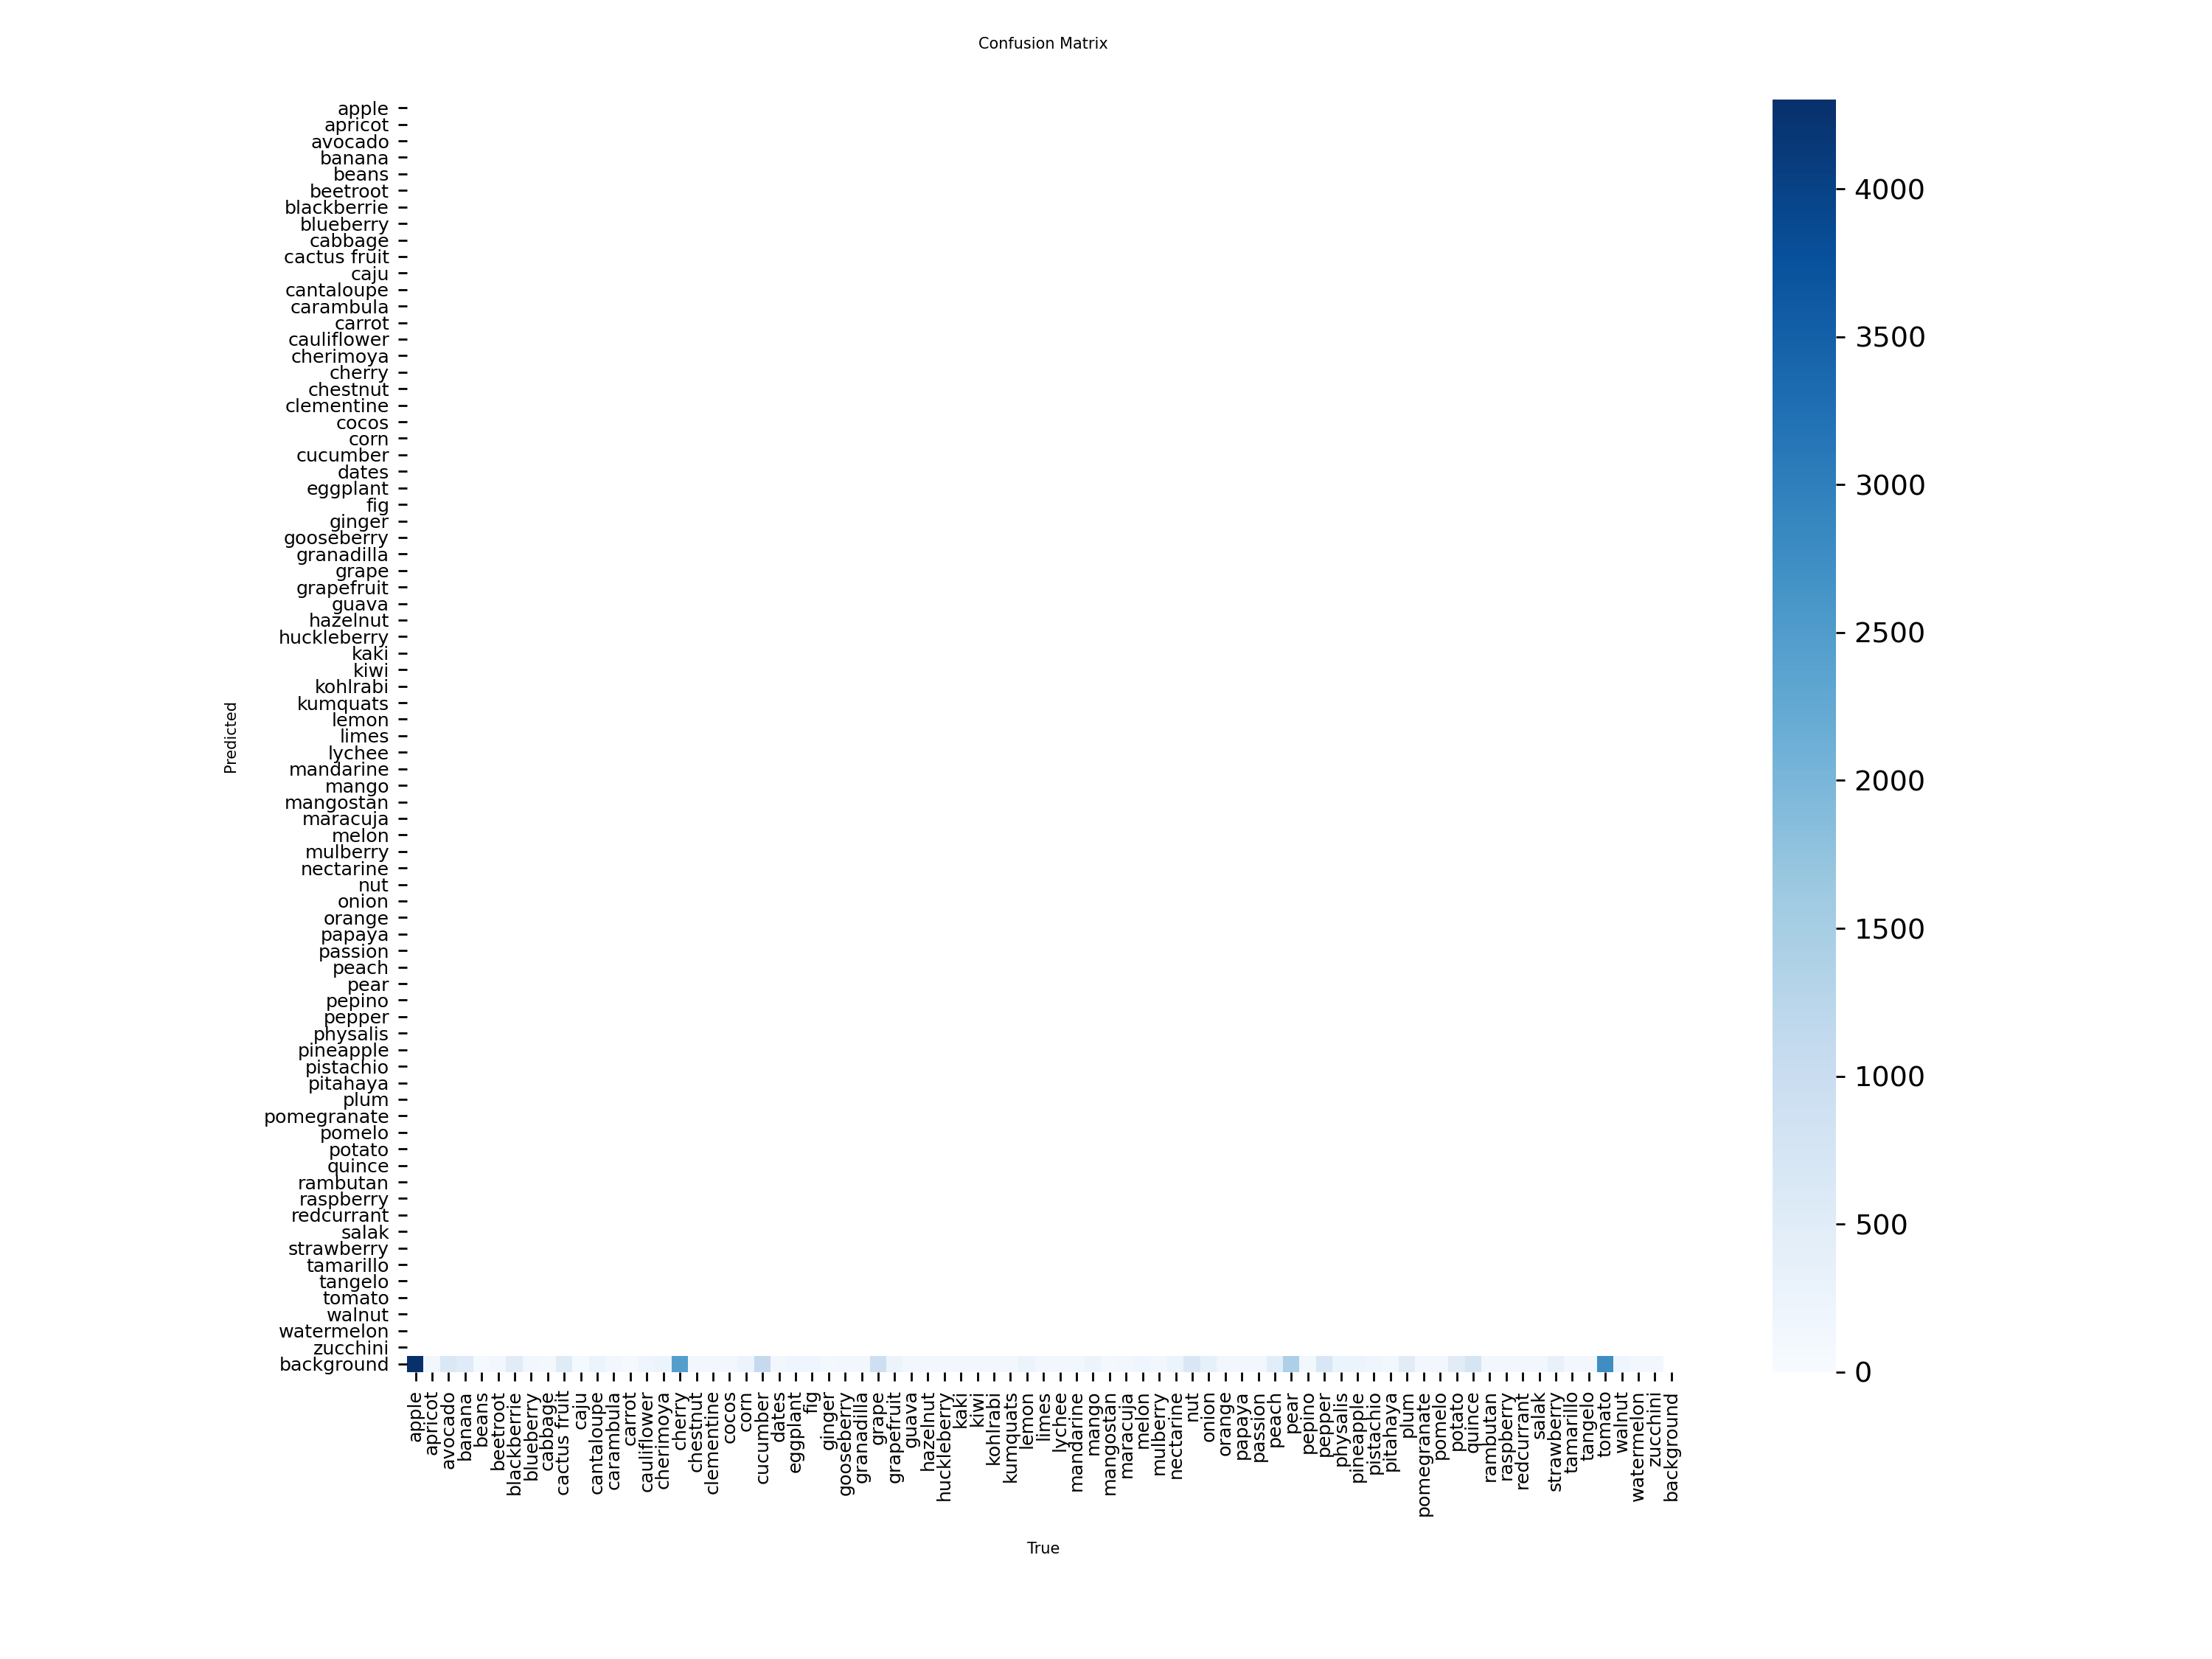 Confusion Matrix
apple
apricot
avocado
banana
beans
beetroot
blackberrie
blueberry
cabbage
cactus fruit
caju
cantaloupe
carambula
carrot
cauliflower
cherimoya
cherry
chestnut
clementine
cocos
corn
cucumber
dates
eggplant
fig
ginger
gooseberry
granadilla
grape
grapefruit
guava
hazelnut
huckleberry
kaki
kiwi
kohlrabi
kumquats
lemon
limes
lychee
mandarine
mango
mangostan
maracuja
melon
mulberry
nectarine
nut
onion
orange
papaya
passion
peach
pear
pepino
pepper
physalis
pineapple
pistachio
pitahaya
plum
pomegranate
pomelo
potato
quince
rambutan
raspberry
redcurrant
salak
strawberry
tamarillo
tangelo
tomato
walnut
watermelon
zucchini
background
Predicted
apple
apricot
avocado
banana
beans
beetroot
blackberrie
blueberry
cabbage
cactus fruit
caju
cantaloupe
carambula
carrot
cauliflower
cherimoya
cherry
chestnut
clementine
cocos
corn
cucumber
dates
eggplant
fig
ginger
gooseberry
granadilla
grape
grapefruit
guava
hazelnut
huckleberry
kaki
kiwi
kohlrabi
kumquats
lemon
limes
lychee
mandarine
mango
mangostan
maracuja
melon
mulberry
nectarine
nut
onion
orange
papaya
passion
peach
pear
pepino
pepper
physalis
pineapple
pistachio
pitahaya
plum
pomegranate
pomelo
potato
quince
rambutan
raspberry
redcurrant
salak
strawberry
tamarillo
tangelo
tomato
walnut
watermelon
zucchini
background
True
4000
3500
3000
2500
2000
1500
1000
500
0